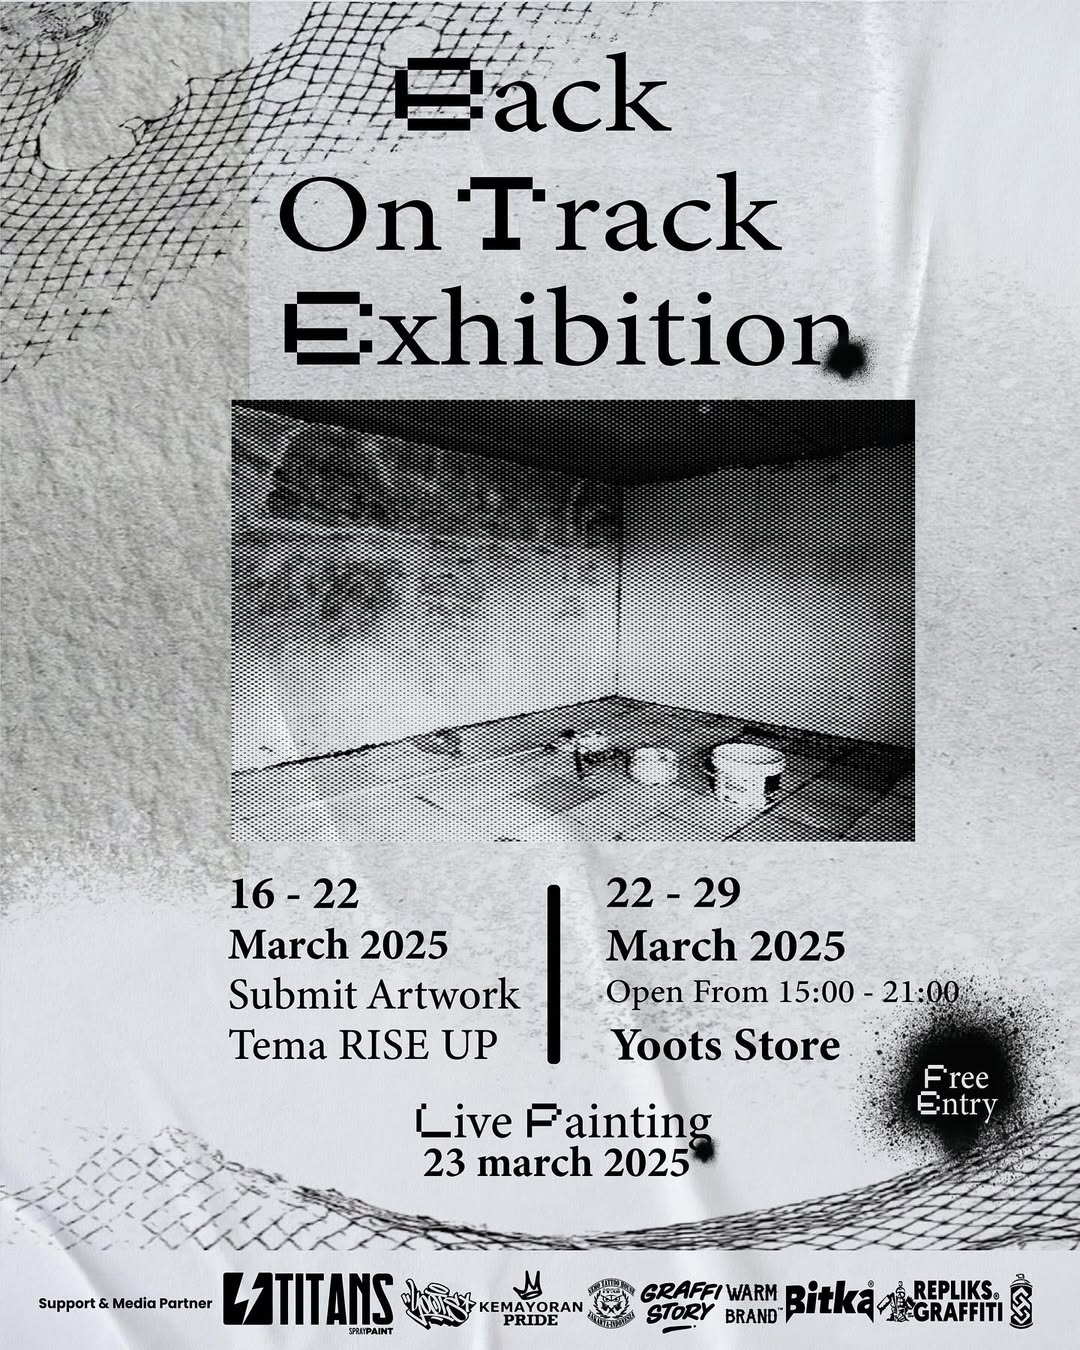 Back
On Track
Exhibition
16 - 22
March 2025
Submit Artwork
Tema RISE UP
22 - 29
March 2025
Open From 15:00 - 21:00
Yoots Store
Free
Entry
Live Painting
23 march 2025
Support & Media Partner
TITANS
SPRAYPAINT
YOOTS
KEMAYORAN
PRIDE
GRAFFI
STORY
WARM
BRAND™
Bitka®
REPLIKS®
GRAFFITI